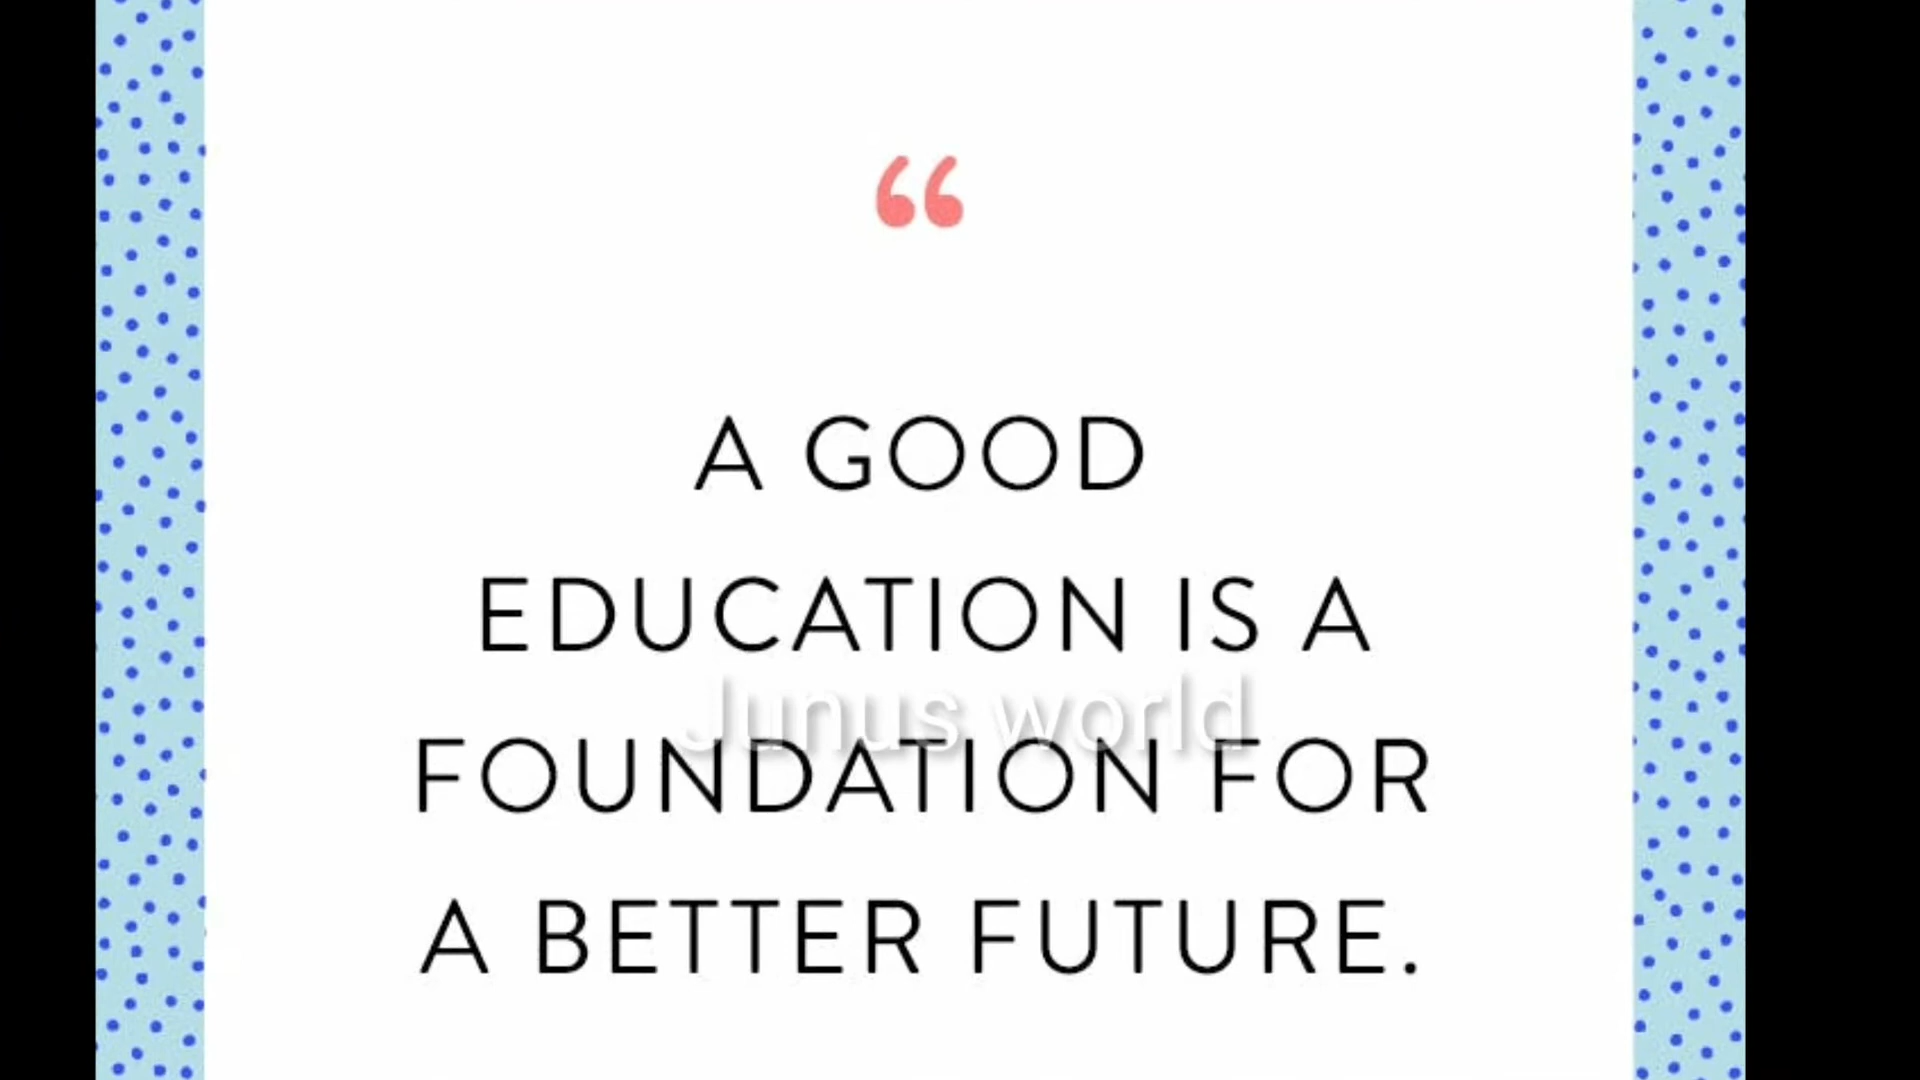 “
A GOOD
EDUCATION IS A
Junus world
FOUNDATION FOR
A BETTER FUTURE.